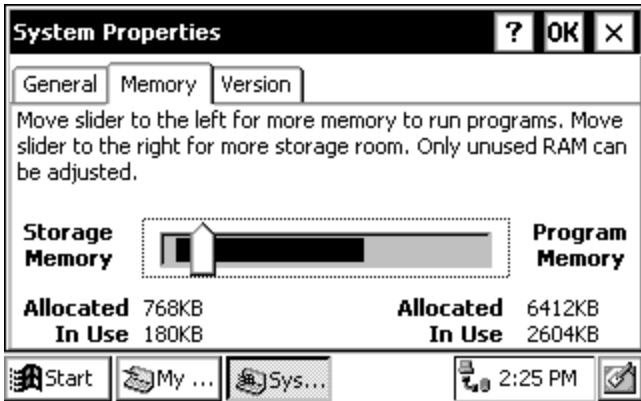 System Properties ? OK ×
General Memory Version
Move slider to the left for more memory to run programs. Move
slider to the right for more storage room. Only unused RAM can
be adjusted.
Storage Memory
Program Memory
Allocated 768KB Allocated 6412KB
In Use 180KB In Use 2604KB
Start My ... Sys... 2:25 PM